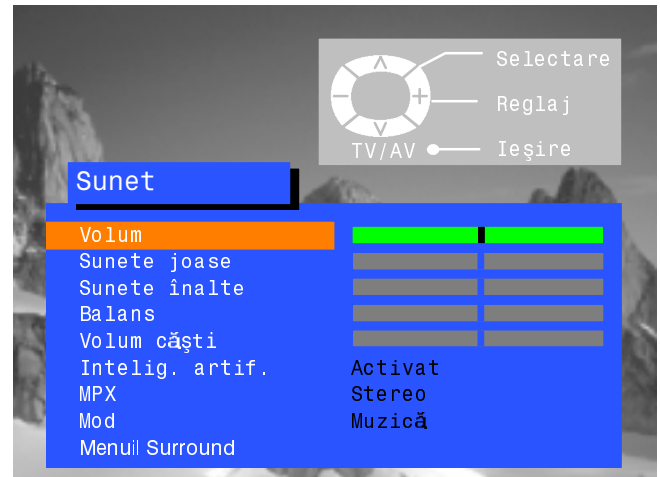 Selectare
Reglaj
TV/AV Ieşire
Sunet
Volum
Sunete joase
Sunete înalte
Balans
Volum căşti
Intelig. artif. Activat
MPX Stereo
Mod Muzică
Meniul Surround